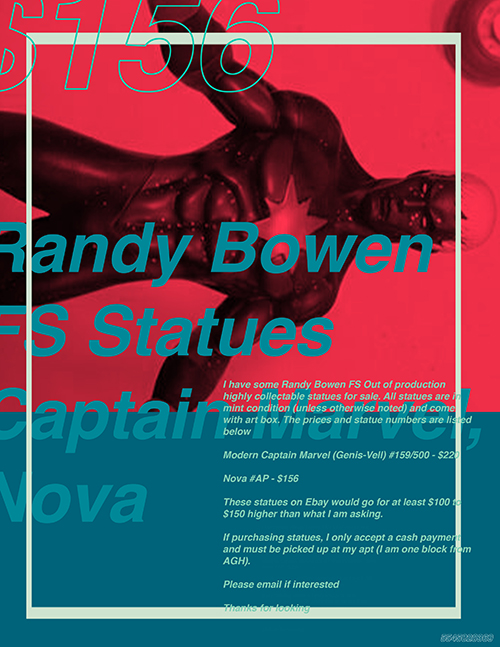 $156
Randy Bowen
FS Statues
Captain Marvel,
Nova
I have some Randy Bowen FS Out of production
highly collectable statues for sale. All statues are in
mint condition (unless otherwise noted) and come
with art box. The prices and statue numbers are listed
below
Modern Captain Marvel (Genis-Vell) #159/500 - $220
Nova #AP - $156
These statues on Ebay would go for at least $100 to
$150 higher than what I am asking.
If purchasing statues, I only accept a cash payment
and must be picked up at my apt (I am one block from
AGH).
Please email if interested
Thanks for looking